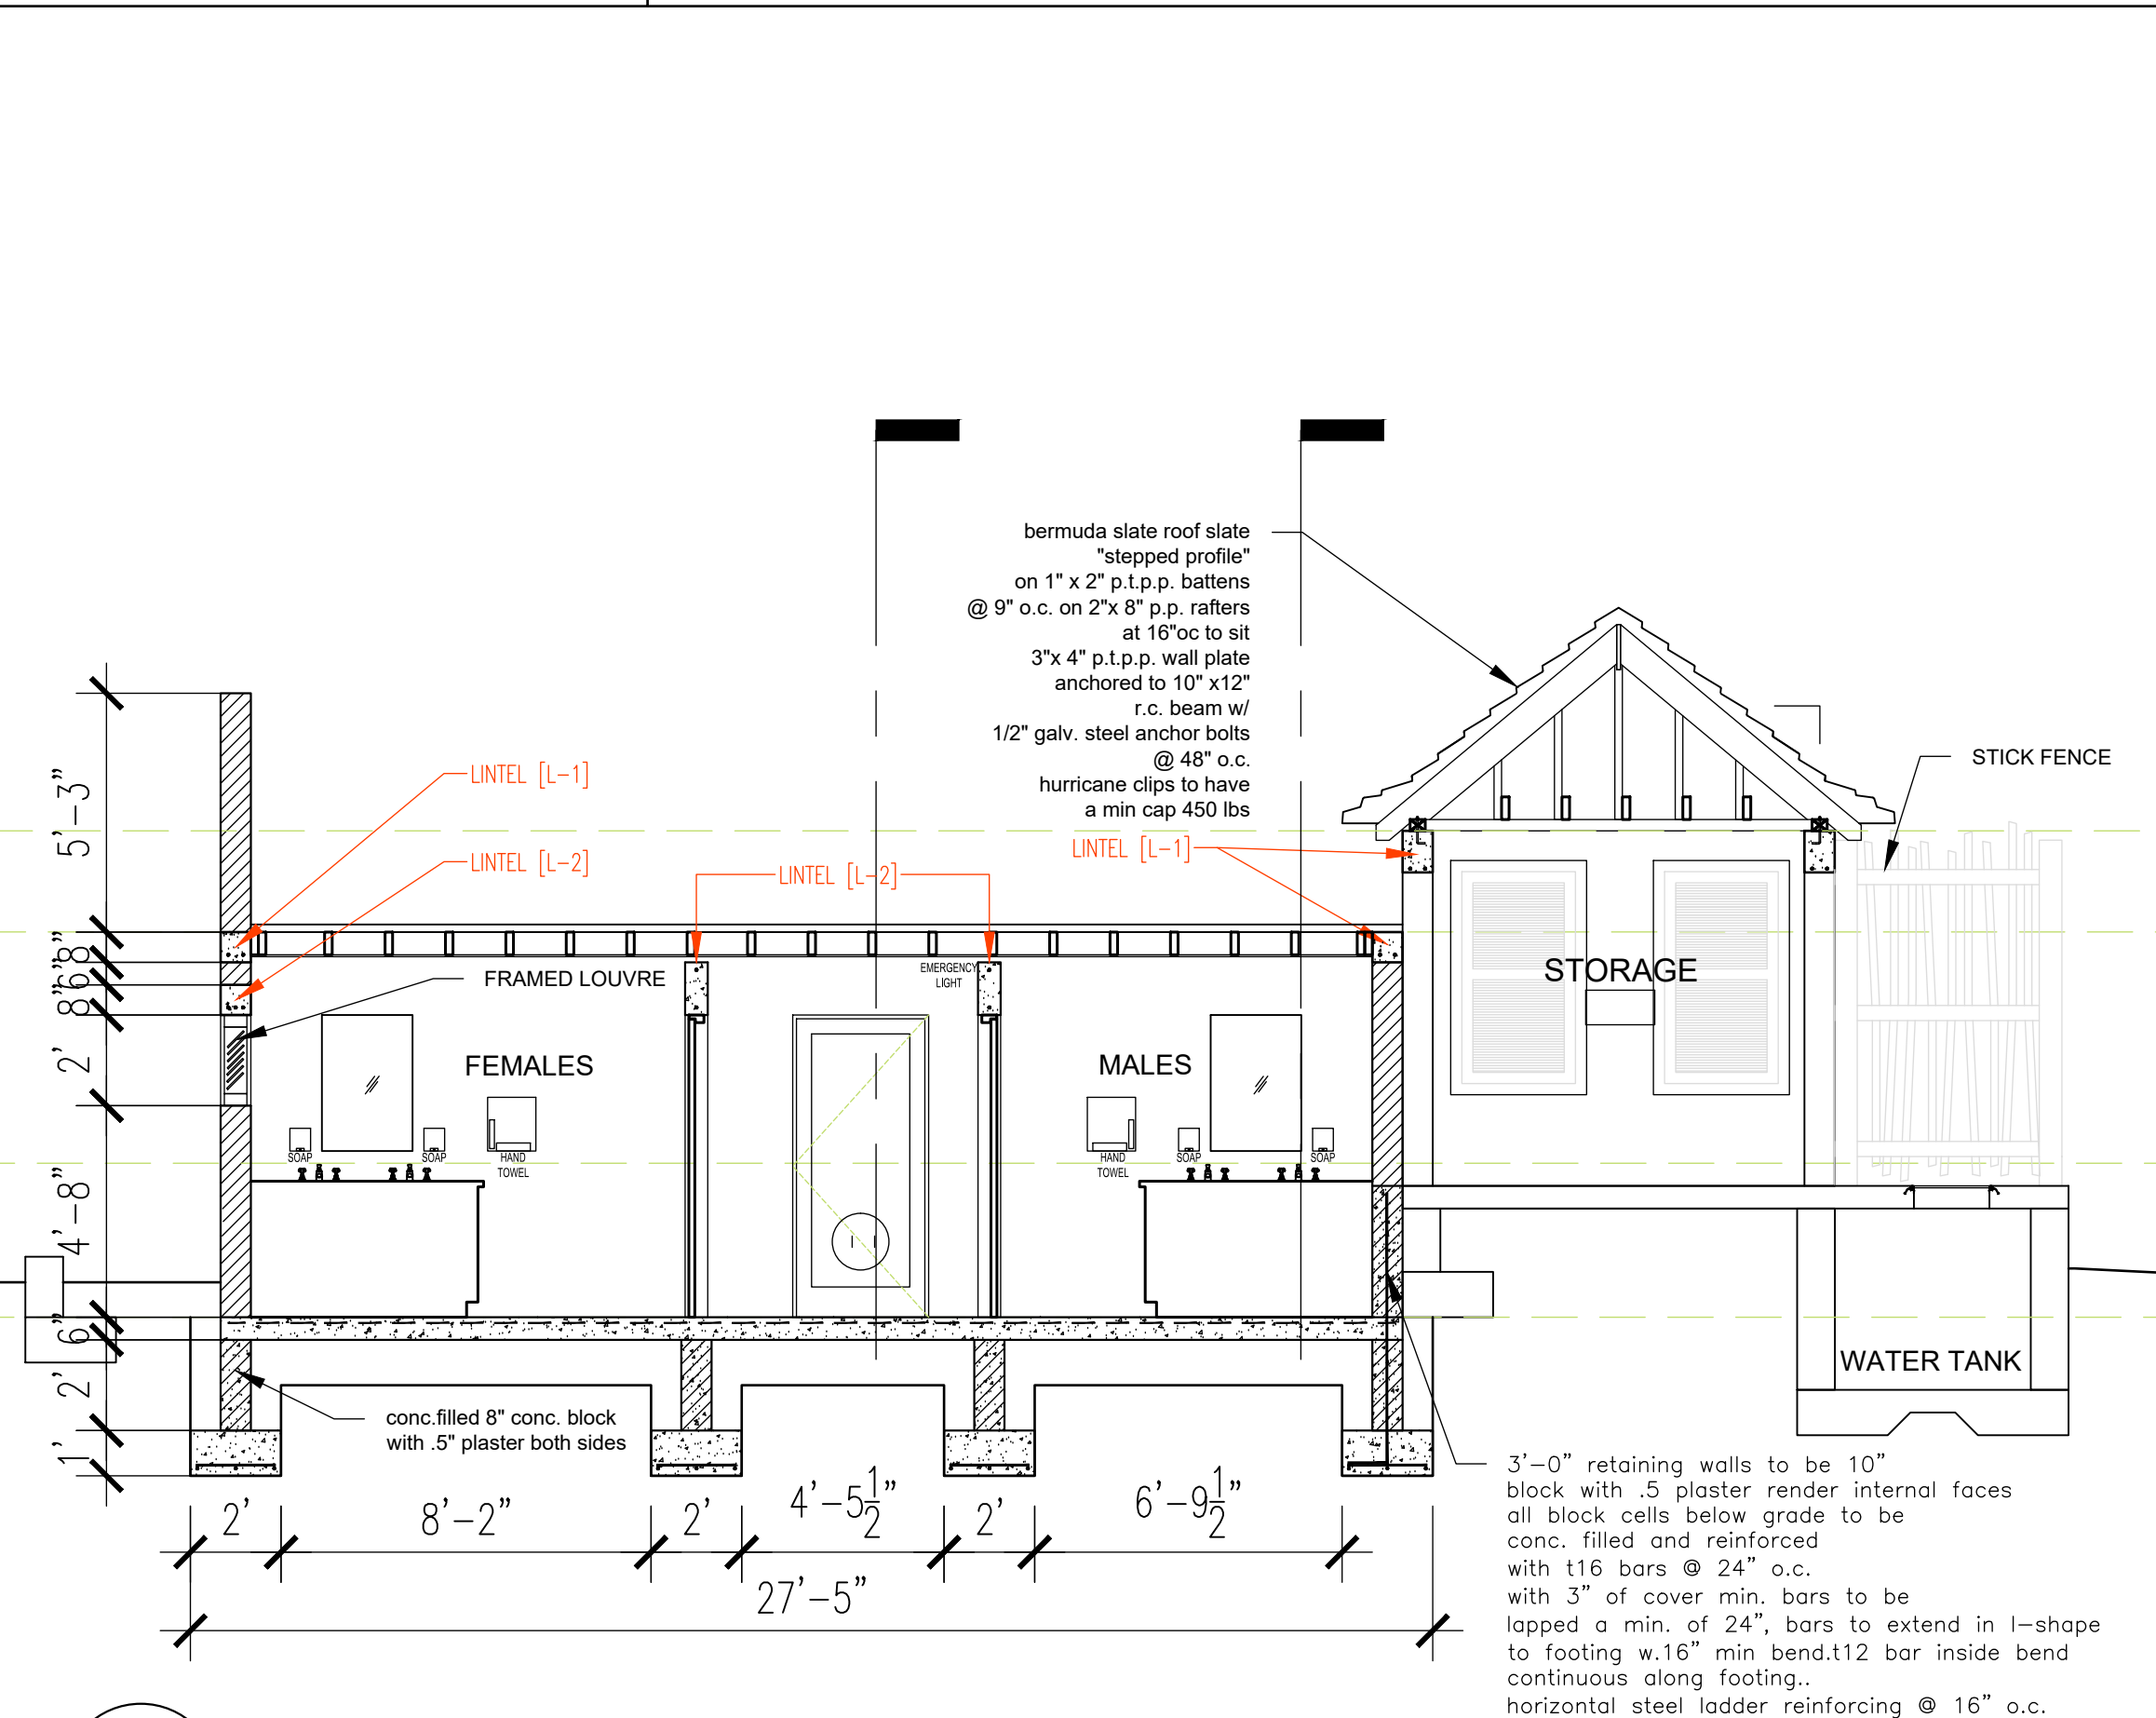 bermuda slate roof slate
"stepped profile"
on 1" x 2" p.t.p.p. battens
@ 9" o.c. on 2"x 8" p.p. rafters
at 16"oc to sit
3"x 4" p.t.p.p. wall plate
anchored to 10" x12"
r.c. beam w/
1/2" galv. steel anchor bolts
@ 48" o.c.
hurricane clips to have
a min cap 450 lbs
STICK FENCE
LINTEL [L-1]
LINTEL [L-2]
LINTEL [L-2]
LINTEL [L-1]
5'-3"
8"
6"
8"
2'
4'-8"
6"
2'
1'
FRAMED LOUVRE
EMERGENCY
LIGHT
STORAGE
FEMALES
MALES
SOAP
SOAP
HAND
TOWEL
HAND
TOWEL
SOAP
SOAP
WATER TANK
conc.filled 8" conc. block
with .5" plaster both sides
2'
8'-2"
2'
4'-5 1/2"
2'
6'-9 1/2"
27'-5"
3'-0" retaining walls to be 10"
block with .5 plaster render internal faces
all block cells below grade to be
conc. filled and reinforced
with t16 bars @ 24" o.c.
with 3" of cover min. bars to be
lapped a min. of 24", bars to extend in l-shape
to footing w.16" min bend.t12 bar inside bend
continuous along footing..
horizontal steel ladder reinforcing @ 16" o.c.